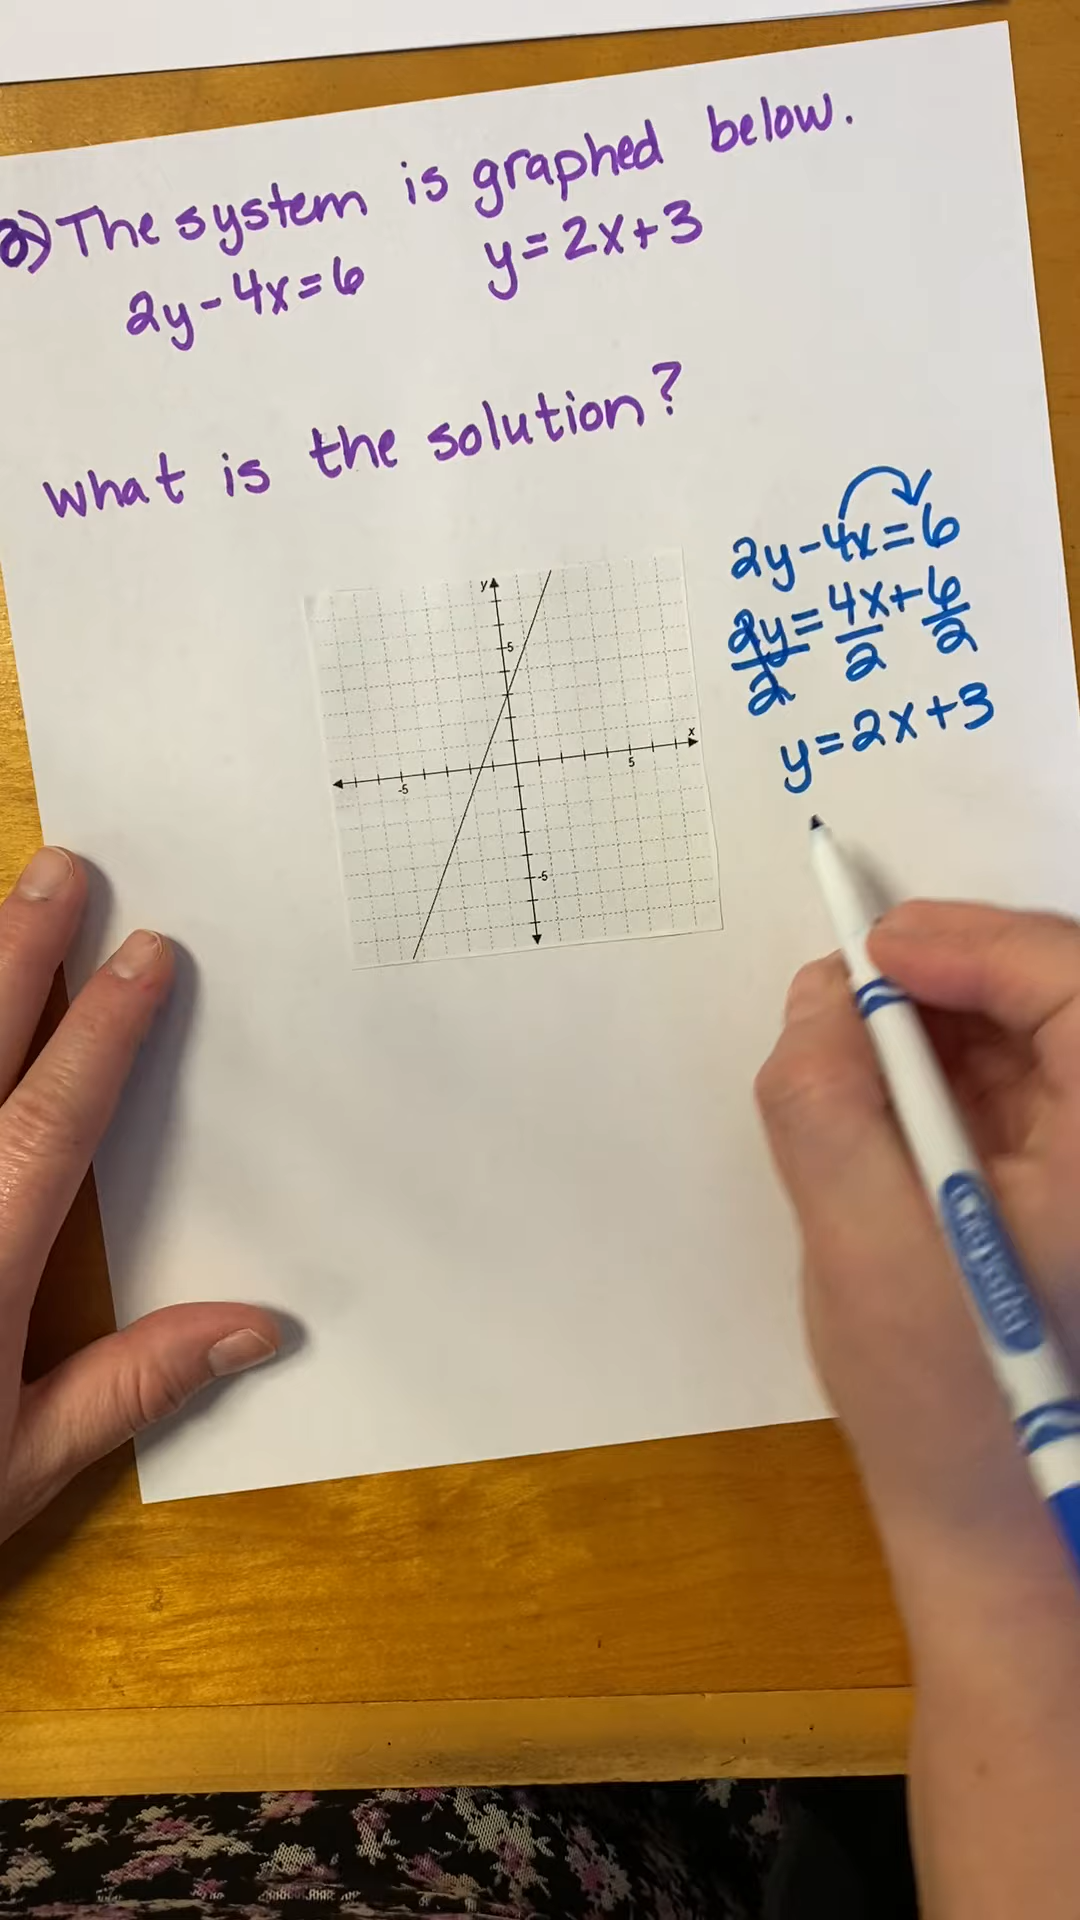 2) The system is graphed below.
2y-4x=6 y=2x+3
What is the solution?
2y-4x=6
2y=4x+6
2 2 2
y=2x+3
y
5
x
-5 5
-5